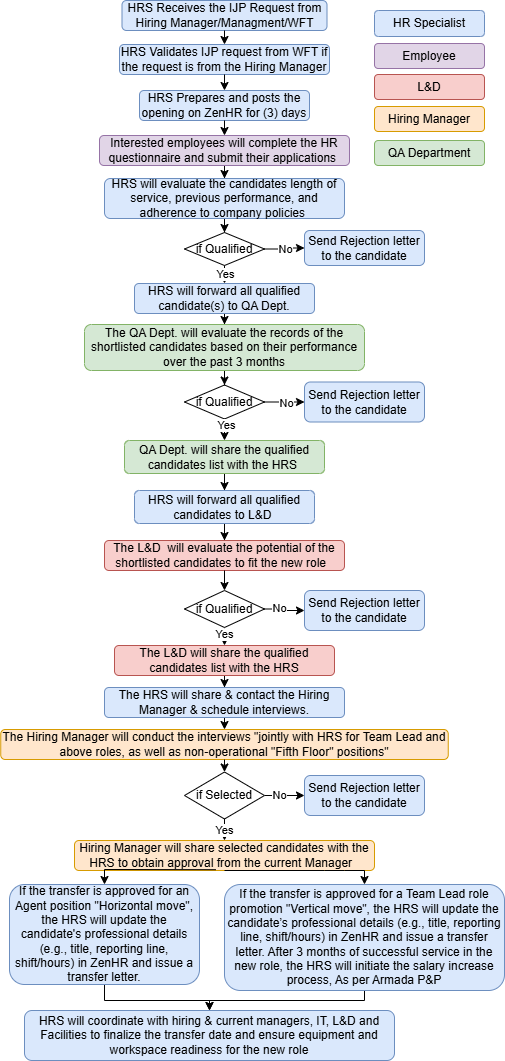 HRS Receives the IJP Request from
Hiring Manager/Managment/WFT
HR Specialist
HRS Validates IJP request from WFT if
the request is from the Hiring Manager
Employee
L&D
HRS Prepares and posts the
opening on ZenHR for (3) days
Hiring Manager
Interested employees will complete the HR
questionnaire and submit their applications
QA Department
HRS will evaluate the candidates length of
service, previous performance, and
adherence to company policies
if Qualified
No
Send Rejection letter
to the candidate
Yes
HRS will forward all qualified
candidate(s) to QA Dept.
The QA Dept. will evaluate the records of the
shortlisted candidates based on their performance
over the past 3 months
if Qualified
No
Send Rejection letter
to the candidate
Yes
QA Dept. will share the qualified
candidates list with the HRS
HRS will forward all qualified
candidates to L&D
The L&D  will evaluate the potential of the
shortlisted candidates to fit the new role
if Qualified
No
Send Rejection letter
to the candidate
Yes
The L&D will share the qualified
candidates list with the HRS
The HRS will share & contact the Hiring
Manager & schedule interviews.
The Hiring Manager will conduct the interviews "jointly with HRS for Team Lead and
above roles, as well as non-operational "Fifth Floor" positions"
if Selected
No
Send Rejection letter
to the candidate
Yes
Hiring Manager will share selected candidates with the
HRS to obtain approval from the current Manager
If the transfer is approved for an
Agent position "Horizontal move",
the HRS will update the
candidate's professional details
(e.g., title, reporting line,
shift/hours) in ZenHR and issue a
transfer letter.
If the transfer is approved for a Team Lead role
promotion "Vertical move", the HRS will update the
candidate's professional details (e.g., title, reporting
line, shift/hours) in ZenHR and issue a transfer letter.
After 3 months of successful service in the
new role, the HRS will initiate the salary increase
process, As per Armada P&P
HRS will coordinate with hiring & current managers, IT, L&D and
Facilities to finalize the transfer date and ensure equipment and
workspace readiness for the new role